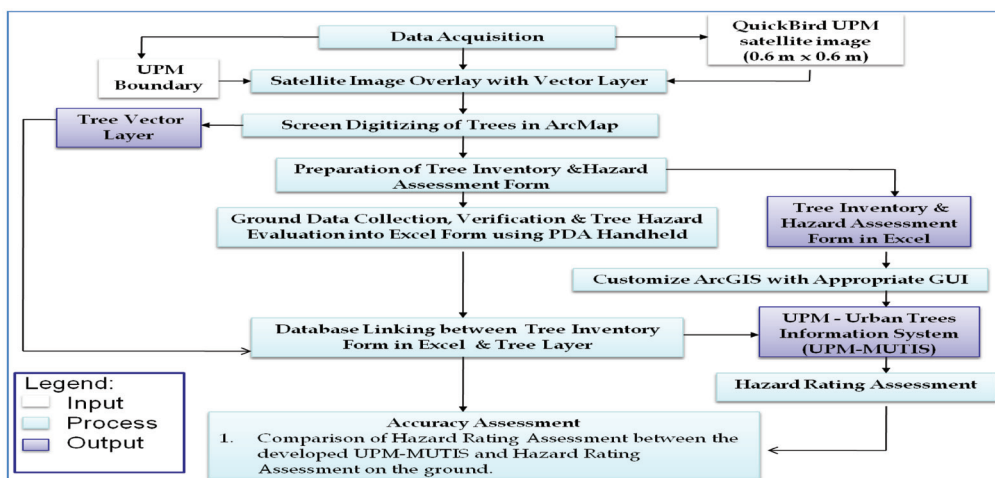 Data Acquisition
QuickBird UPM
satellite image
(0.6 m x 0.6 m)
UPM
Boundary
Satellite Image Overlay with Vector Layer
Tree Vector
Layer
Screen Digitizing of Trees in ArcMap
Preparation of Tree Inventory &Hazard
Assessment Form
Ground Data Collection, Verification & Tree Hazard
Evaluation into Excel Form using PDA Handheld
Tree Inventory &
Hazard Assessment
Form in Excel
Customize ArcGIS with Appropriate GUI
Database Linking between Tree Inventory
Form in Excel & Tree Layer
UPM - Urban Trees
Information System
(UPM-MUTIS)
Hazard Rating Assessment
Legend:
Input
Process
Output
Accuracy Assessment
1. Comparison of Hazard Rating Assessment between the
developed UPM-MUTIS and Hazard Rating
Assessment on the ground.